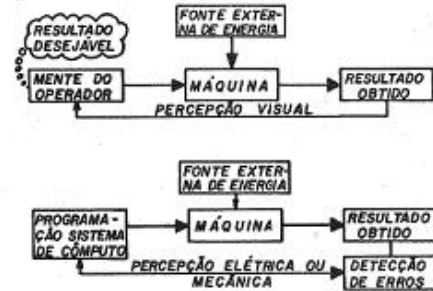 RESULTADO
DESEJÁVEL
FONTE EXTER-
NA DE ENERGIA
MENTE DO
OPERADOR
MÁQUINA
RESULTADO
OBTIDO
PERCEPÇÃO VISUAL
FONTE EXTER-
NA DE ENERGIA
PROGRAMA-
ÇÃO SISTEMA
DE CÔMPUTO
MÁQUINA
RESULTADO
OBTIDO
PERCEPÇÃO ELÉTRICA OU
MECÂNICA
DETECÇÃO
DE ERROS